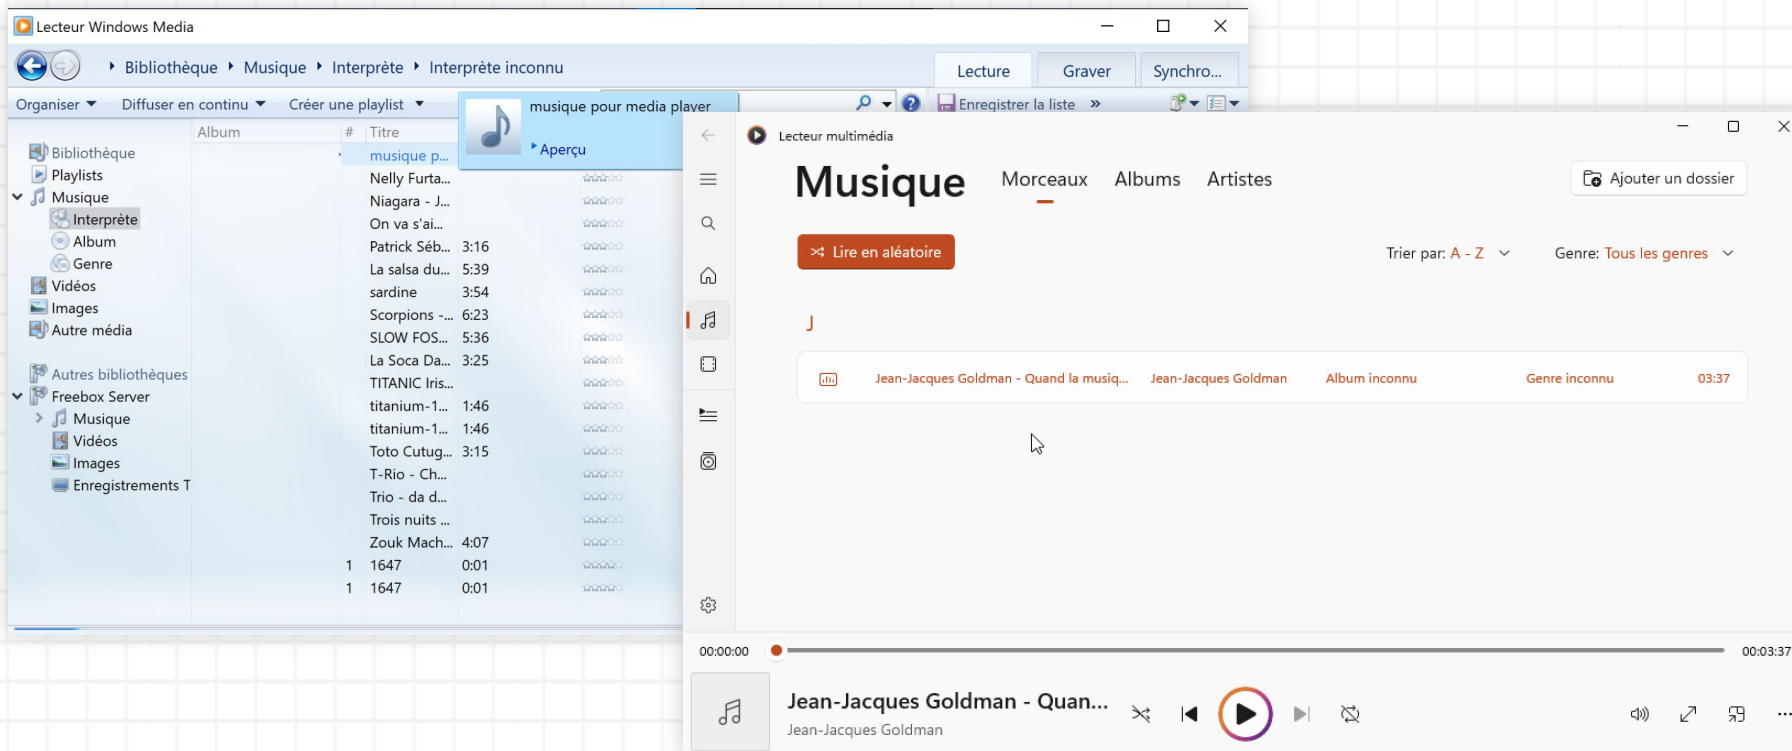 Lecteur Windows Media
Bibliothèque Musique Interprète Interprète inconnu
Lecture Graver Synchro...
Organiser Diffuser en continu Créer une playlist
Enregistrer la liste »
musique pour media player
Aperçu
Album # Titre
Bibliothèque
Playlists
Musique
Interprète
Album
Genre
Vidéos
Images
Autre média
Autres bibliothèques
Freebox Server
Musique
Vidéos
Images
Enregistrements T
musique p...
Nelly Furta...
Niagara - J...
On va s'ai...
Patrick Séb... 3:16
La salsa du... 5:39
sardine 3:54
Scorpions -... 6:23
SLOW FOS... 5:36
La Soca Da... 3:25
TITANIC Iris...
titanium-1... 1:46
titanium-1... 1:46
Toto Cutug... 3:15
T-Rio - Ch...
Trio - da d...
Trois nuits ...
Zouk Mach... 4:07
1 1647 0:01
1 1647 0:01
Lecteur multimédia
Musique Morceaux Albums Artistes
Ajouter un dossier
Lire en aléatoire
Trier par: A - Z Genre: Tous les genres
J
Jean-Jacques Goldman - Quand la musiq... Jean-Jacques Goldman Album inconnu Genre inconnu 03:37
00:00:00 00:03:37
Jean-Jacques Goldman - Quan...
Jean-Jacques Goldman